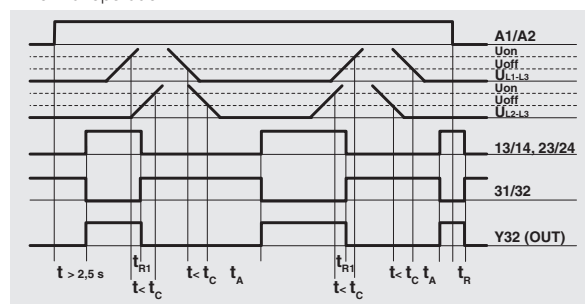 A1/A2
Uon
Uoff
UL1-L3
Uon
Uoff
UL2-L3
13/14, 23/24
31/32
Y32 (OUT)
t > 2,5 s
tR1
t< tC
t< tC
tA
tR1
t< tC
t< tC
tA
tR